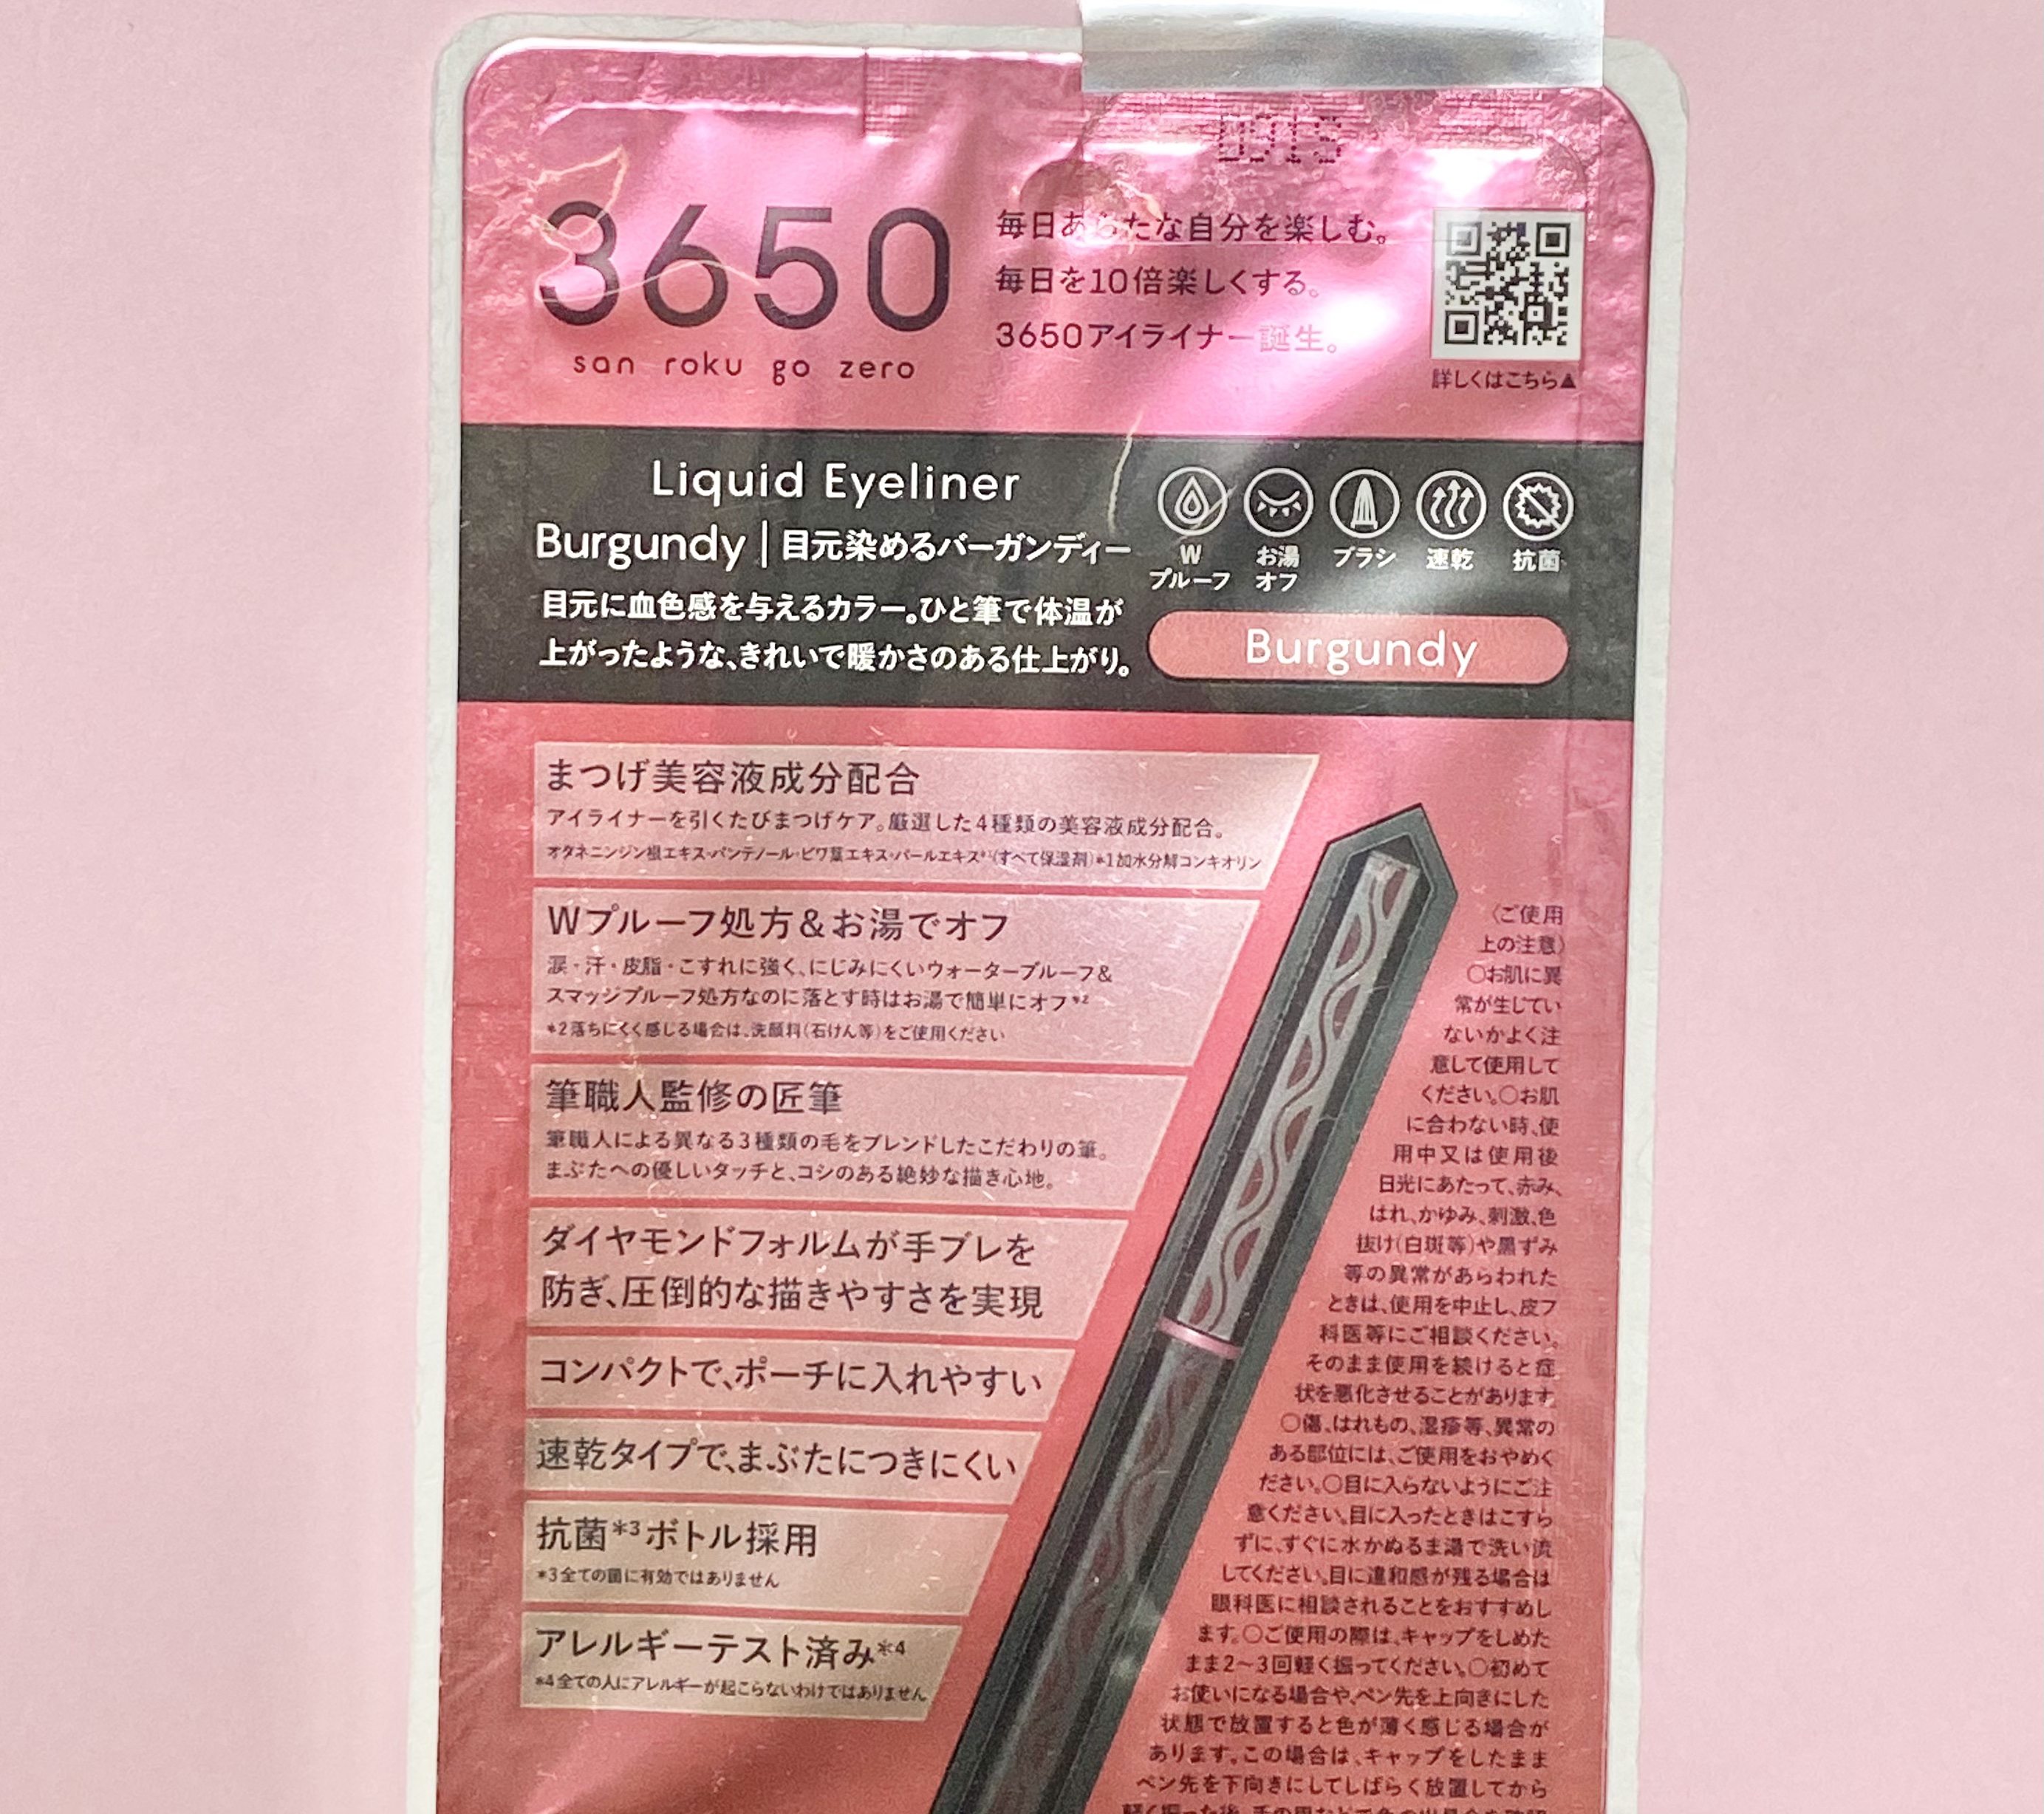 3650
san roku go zero
毎日あらたな自分を楽しむ。
毎日を10倍楽しくする。
3650アイライナー誕生。
詳しくはこちら▲
Liquid Eyeliner
Burgundy|目元染めるバーガンディー
目元に血色感を与えるカラー。ひと筆で体温が
上がったような、きれいで暖かさのある仕上がり。
W
プルーフ
お湯
オフ
ブラシ
速乾
抗菌
Burgundy
まつげ美容液成分配合
アイライナーを引くたびまつげケア。厳選した4種類の美容液成分配合。
オタネニンジン根エキス・パンテノール・ビワ葉エキス・パールエキス*1(すべて保湿剤)*1加水分解コンキオリン
Wプルーフ処方&お湯でオフ
涙・汗・皮脂・こすれに強く、にじみにくいウォータープルーフ&
スマッジプルーフ処方なのに落とす時はお湯で簡単にオフ*2
*2落ちにくく感じる場合は、洗顔料(石けん等)をご使用ください
筆職人監修の匠筆
筆職人による異なる3種類の毛をブレンドしたこだわりの筆。
まぶたへの優しいタッチと、コシのある絶妙な描き心地。
ダイヤモンドフォルムが手ブレを
防ぎ、圧倒的な描きやすさを実現
コンパクトで、ポーチに入れやすい
速乾タイプで、まぶたにつきにくい
抗菌*3ボトル採用
*3全ての菌に有効ではありません
アレルギーテスト済み*4
*4全ての人にアレルギーが起こらないわけではありません
〈ご使用
上の注意〉
○お肌に異
常が生じてい
ないかよく注
意して使用して
ください。○お肌
に合わない時、使
用中又は使用後
日光にあたって、赤み、
はれ、かゆみ、刺激、色
抜け(白斑等)や黒ずみ
等の異常があらわれた
ときは、使用を中止し、皮フ
科医等にご相談ください。
そのまま使用を続けると症
状を悪化させることがあります。
○傷、はれもの、湿疹等、異常の
ある部位には、ご使用をおやめく
ださい。○目に入らないようにご注
意ください。目に入ったときはこすら
ずに、すぐに水かぬるま湯で洗い流
してください。目に違和感が残る場合は
眼科医に相談されることをおすすめし
ます。○ご使用の際は、キャップをしめた
まま2〜3回軽く振ってください。○初めて
お使いになる場合や、ペン先を上向きにした
状態で放置すると色が薄く感じる場合が
あります。この場合は、キャップをしたまま
ペン先を下向きにしてしばらく放置してから